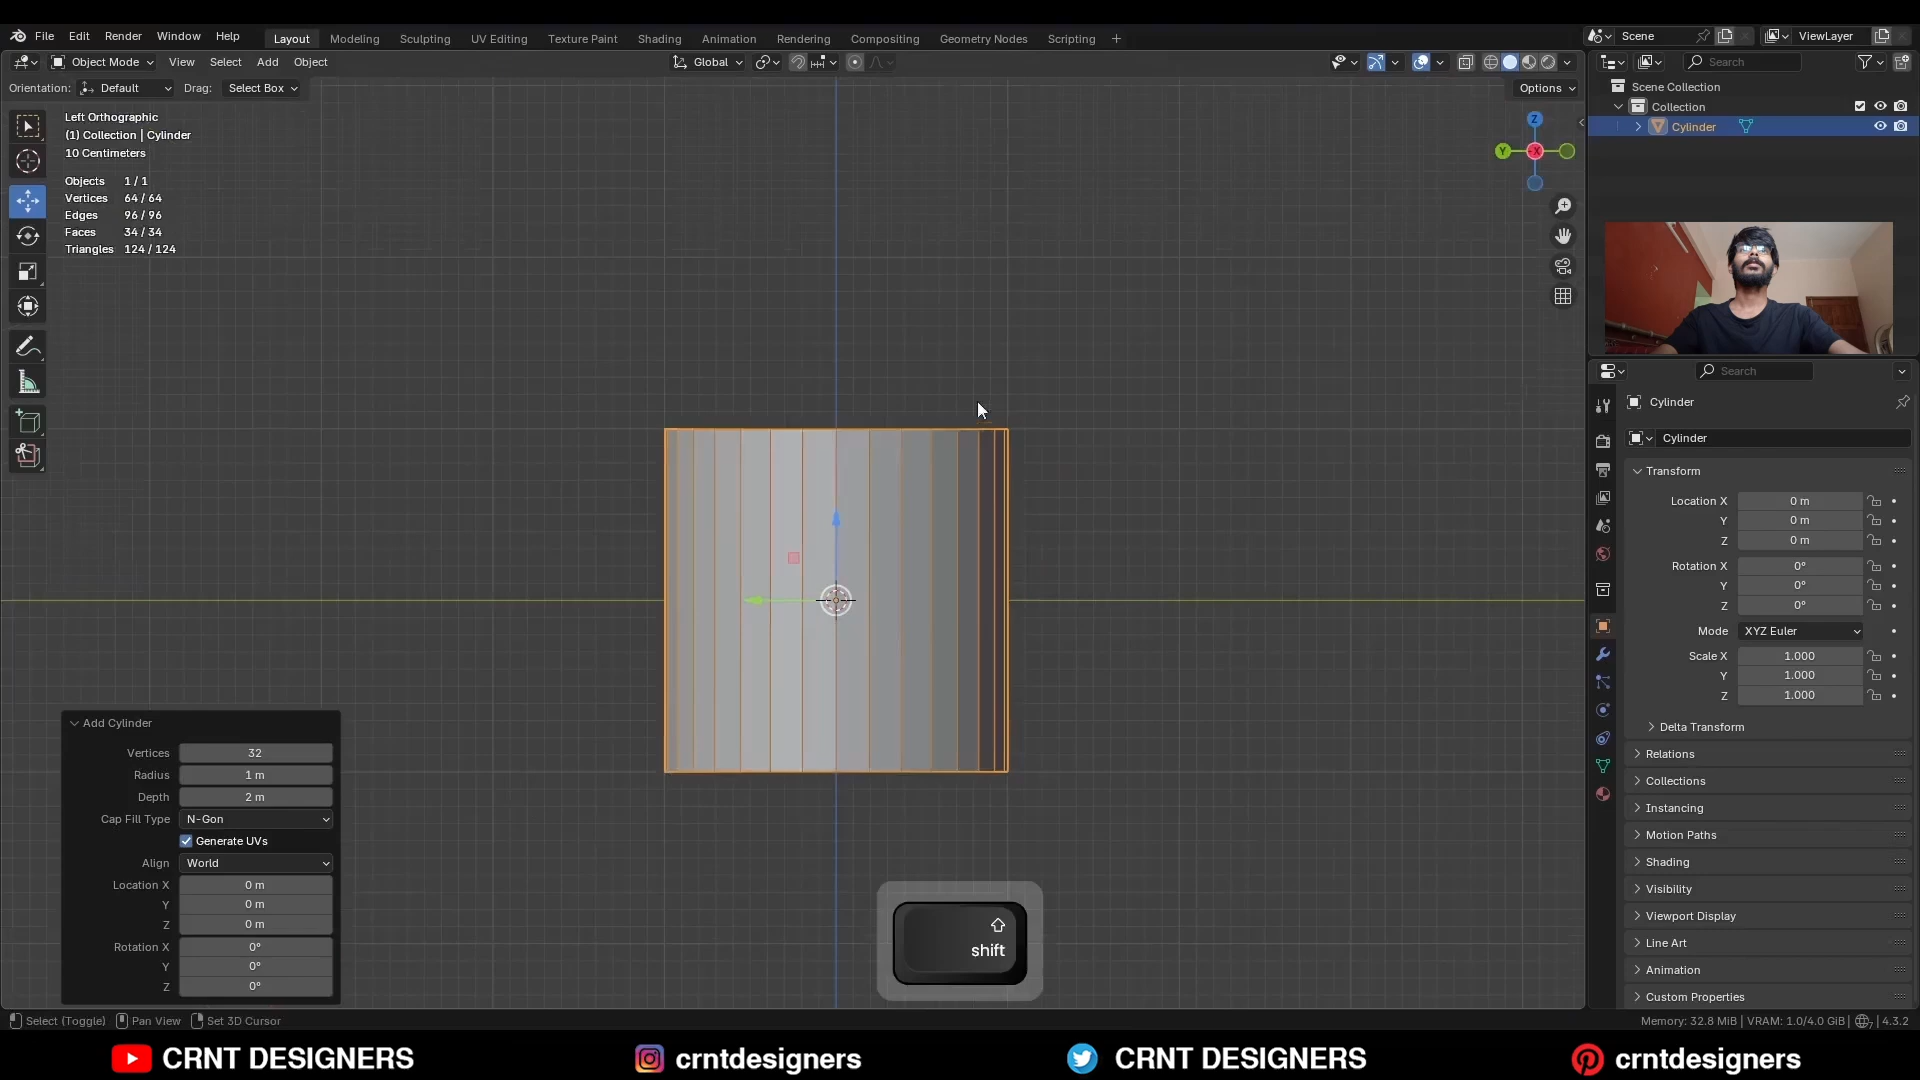 File Edit Render Window Help Layout Modeling Sculpting UV Editing Texture Paint Shading Animation Rendering Compositing Geometry Nodes Scripting + Scene ViewLayer
Object Mode View Select Add Object Global Search
Orientation: Default Drag: Select Box Options
Scene Collection
Collection
Cylinder
Left Orthographic
(1) Collection | Cylinder
10 Centimeters
Objects 1 / 1
Vertices 64 / 64
Edges 96 / 96
Faces 34 / 34
Triangles 124 / 124
Z
Y
-X
Search
Cylinder
Cylinder
Transform
Location X 0 m
Y 0 m
Z 0 m
Rotation X 0°
Y 0°
Z 0°
Mode XYZ Euler
Scale X 1.000
Y 1.000
Z 1.000
Delta Transform
Relations
Collections
Instancing
Motion Paths
Shading
Visibility
Viewport Display
Line Art
Animation
Custom Properties
Add Cylinder
Vertices 32
Radius 1 m
Depth 2 m
Cap Fill Type N-Gon
Generate UVs
Align World
Location X 0 m
Y 0 m
Z 0 m
Rotation X 0°
Y 0°
Z 0°
shift
Select (Toggle) Pan View Set 3D Cursor Memory: 32.8 MiB | VRAM: 1.0/4.0 GiB | 7 | 4.3.2
CRNT DESIGNERS crntdesigners CRNT DESIGNERS crntdesigners